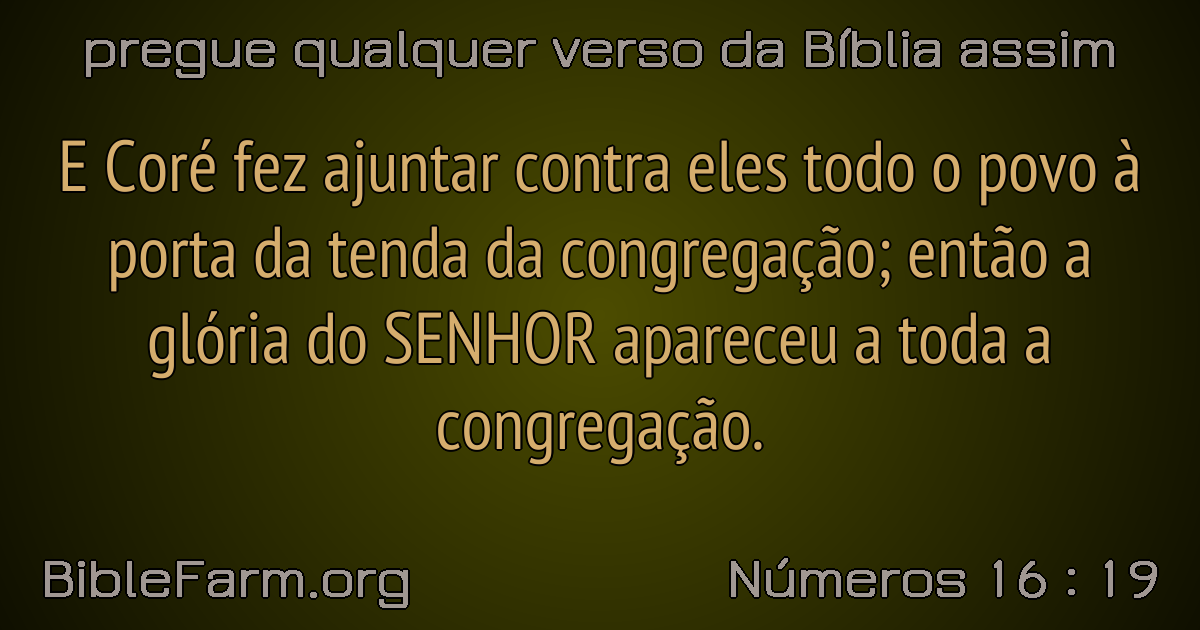 pregue qualquer verso da Bíblia assim
E Coré fez ajuntar contra eles todo o povo à
porta da tenda da congregação; então a
glória do SENHOR apareceu a toda a
congregação.
BibleFarm.org
Números 16 : 19